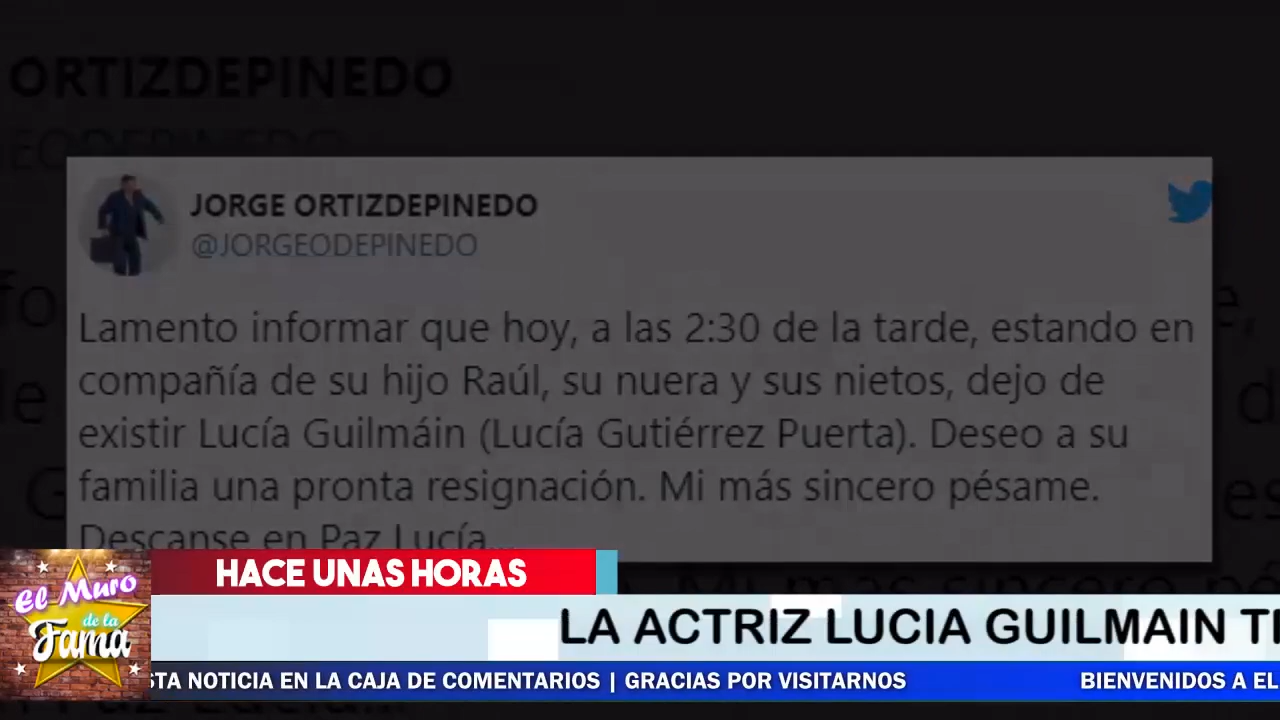 ORTIZDEPINEDO
JORGE ORTIZDEPINEDO
@JORGEODEPINEDO
Lamento informar que hoy, a las 2:30 de la tarde, estando en
compañía de su hijo Raúl, su nuera y sus nietos, dejo de
existir Lucía Guilmáin (Lucía Gutiérrez Puerta). Deseo a su
familia una pronta resignación. Mi más sincero pésame.
Descanse en Paz Lucía...
HACE UNAS HORAS
El Muro
de la
Fama
LA ACTRIZ LUCIA GUILMAIN
STA NOTICIA EN LA CAJA DE COMENTARIOS | GRACIAS POR VISITARNOS BIENVENIDOS A EL